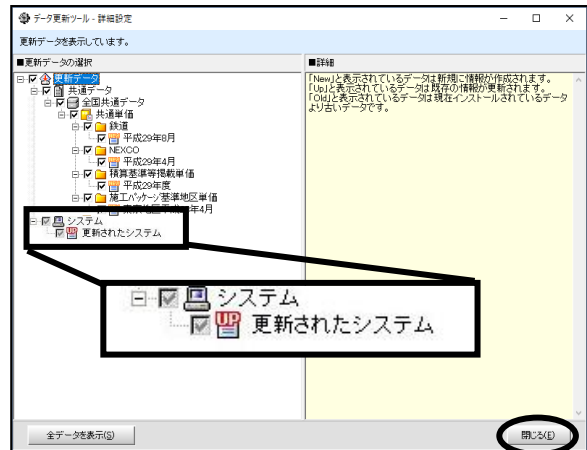 データ更新ツール - 詳細設定
更新データを表示しています。
■更新データの選択
更新データ
共通データ
全国共通データ
共通単価
鉄道
平成29年8月
NEXCO
平成29年4月
積算基準等掲載単価
平成29年度
施工パッケージ基準地区単価
年4月
システム
更新されたシステム
■詳細
「New」と表示されているデータは新規に情報が作成されます。
「Up」と表示されているデータは既存の情報が更新されます。
「Old」と表示されているデータは現在インストールされているデータ
より古いデータです。
システム
UP 更新されたシステム
全データを表示(S)
閉じる(E)